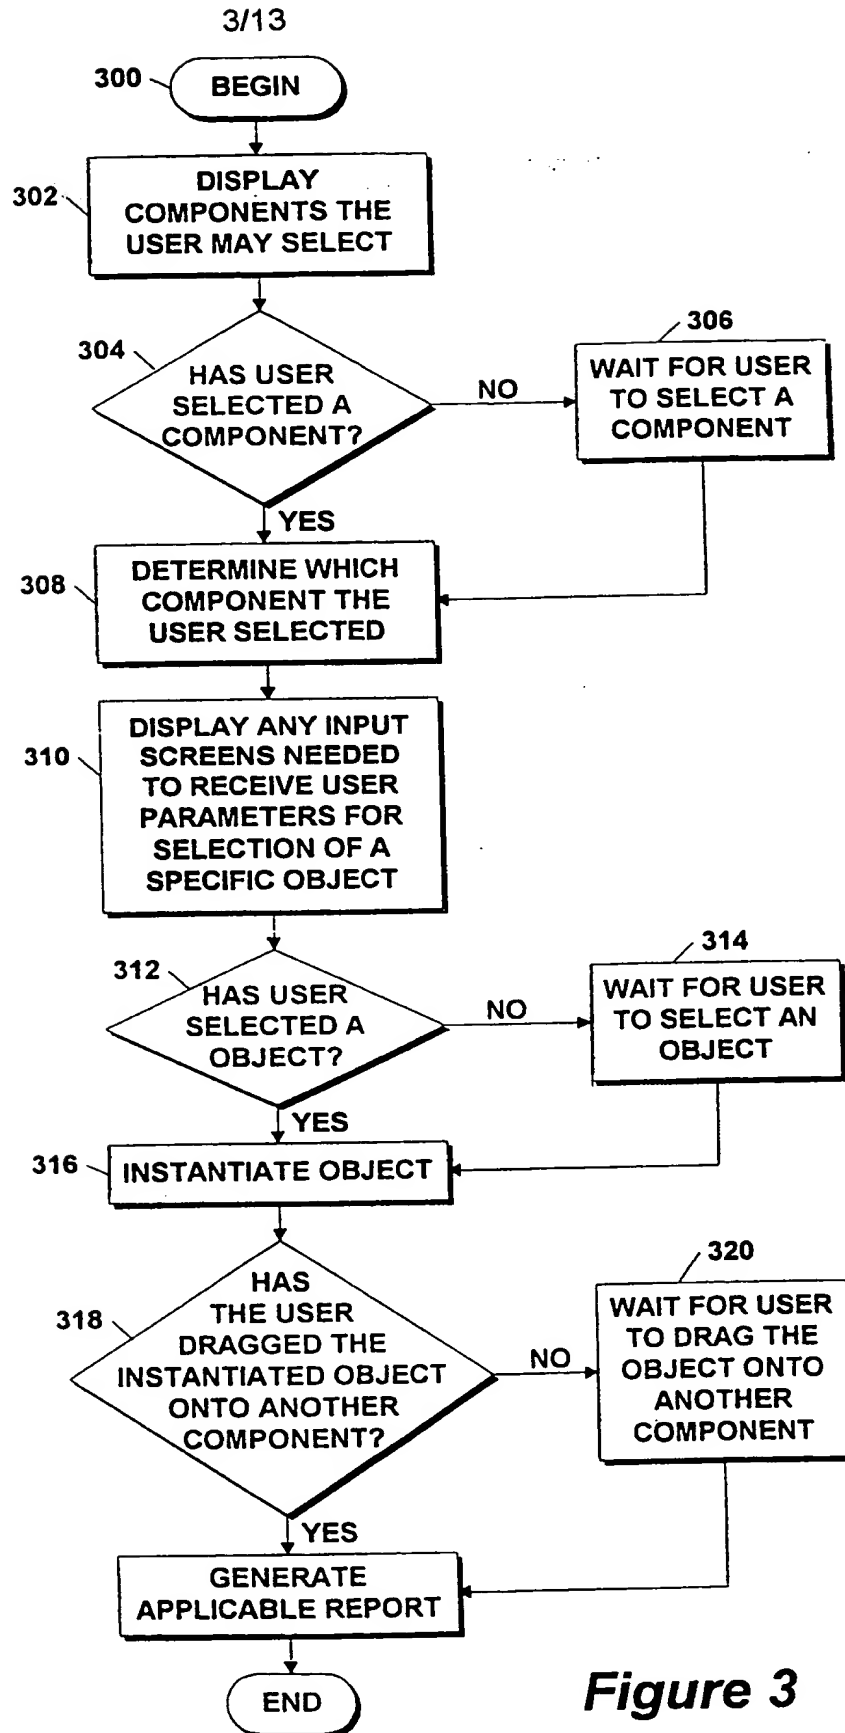 3/13
300
BEGIN
302
DISPLAY
COMPONENTS THE
USER MAY SELECT
304
HAS USER
SELECTED A
COMPONENT?
NO
306
WAIT FOR USER
TO SELECT A
COMPONENT
YES
308
DETERMINE WHICH
COMPONENT THE
USER SELECTED
310
DISPLAY ANY INPUT
SCREENS NEEDED
TO RECEIVE USER
PARAMETERS FOR
SELECTION OF A
SPECIFIC OBJECT
312
HAS USER
SELECTED A
OBJECT?
NO
314
WAIT FOR USER
TO SELECT AN
OBJECT
YES
316
INSTANTIATE OBJECT
318
HAS
THE USER
DRAGGED THE
INSTANTIATED OBJECT
ONTO ANOTHER
COMPONENT?
NO
320
WAIT FOR USER
TO DRAG THE
OBJECT ONTO
ANOTHER
COMPONENT
YES
GENERATE
APPLICABLE REPORT
END
Figure 3